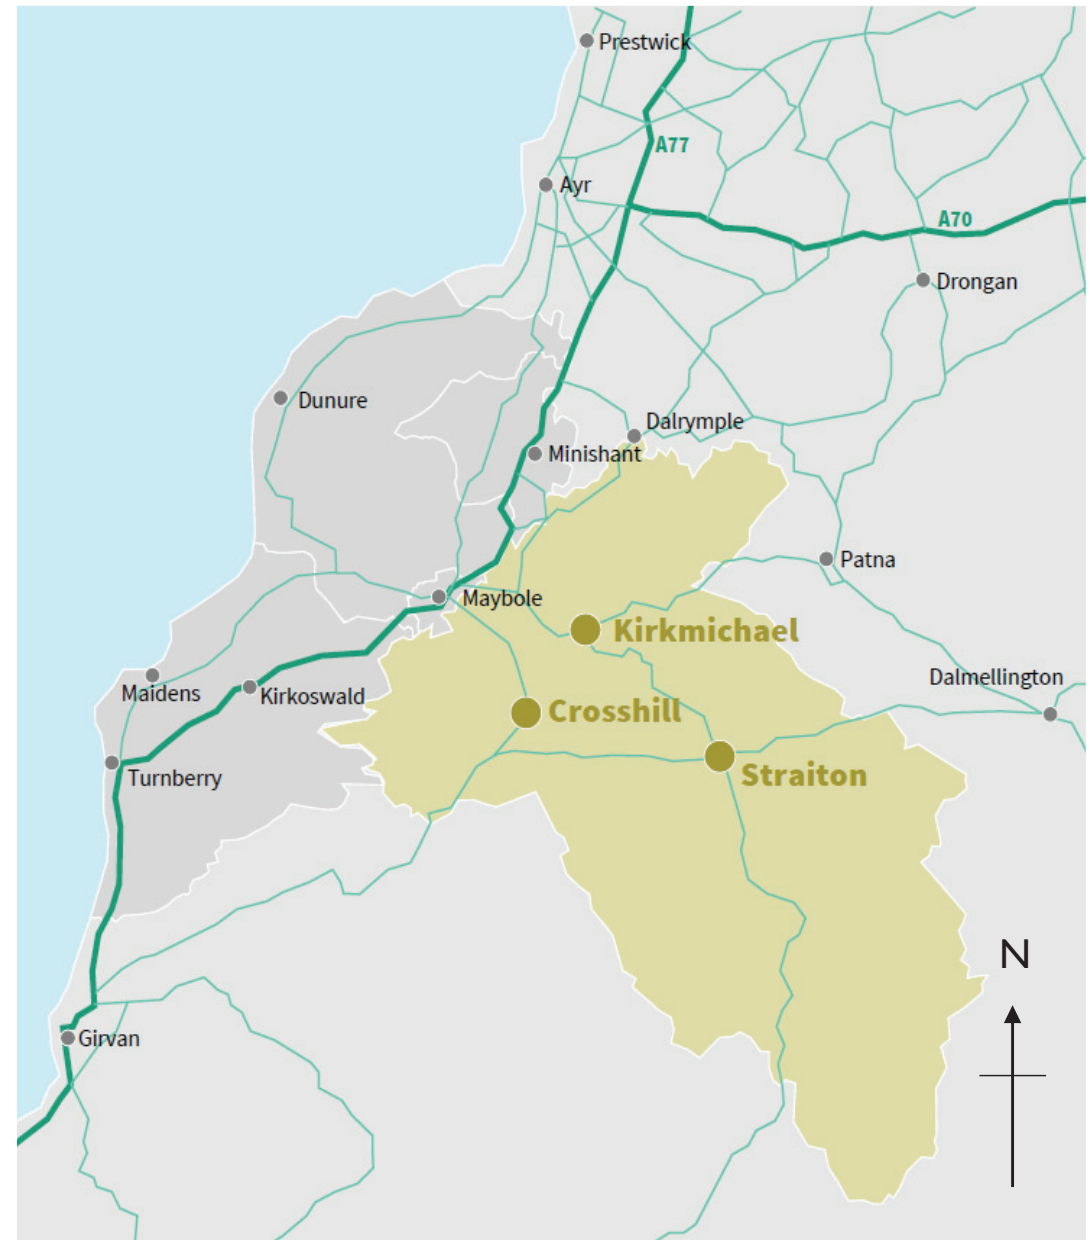 Prestwick
A77
Ayr
A70
Drongan
Dunure
Dalrymple
Minishant
Patna
Maybole
Kirkmichael
Dalmellington
Maidens
Kirkoswald
Crosshill
Turnberry
Straiton
N
Girvan